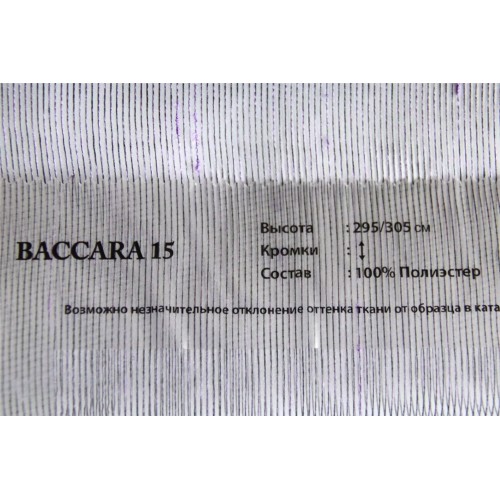 BACCARA 15
Высота : 295/305 см
Кромки : ↕
Состав : 100% Полиэстер
Возможно незначительное отклонение оттенка ткани от образца в ката